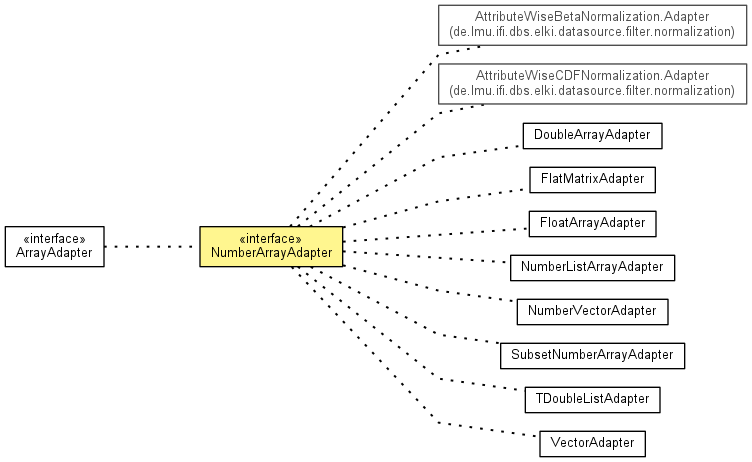 AttributeWiseBetaNormalization.Adapter
(de.lmu.ifi.dbs.elki.datasource.filter.normalization)
AttributeWiseCDFNormalization.Adapter
(de.lmu.ifi.dbs.elki.datasource.filter.normalization)
DoubleArrayAdapter
FlatMatrixAdapter
FloatArrayAdapter
«interface»
ArrayAdapter
«interface»
NumberArrayAdapter
NumberListArrayAdapter
NumberVectorAdapter
SubsetNumberArrayAdapter
TDoubleListAdapter
VectorAdapter